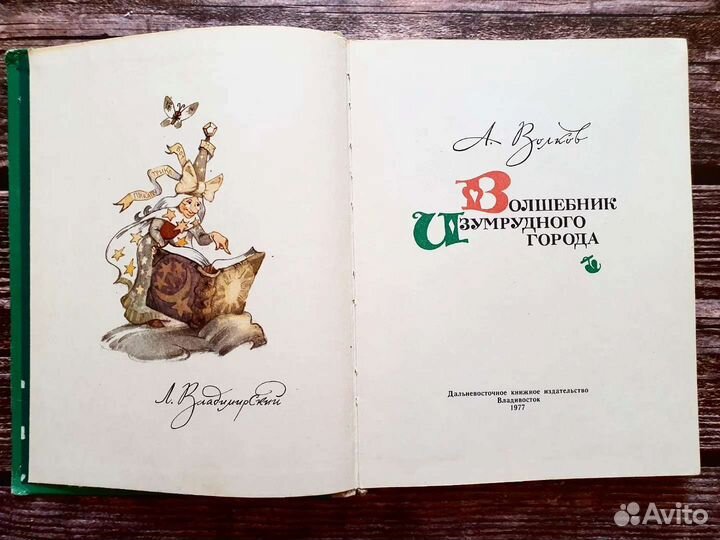 Л. Владимирский
А. Волков
ВОЛШЕБНИК
ИЗУМРУДНОГО
ГОРОДА
Дальневосточное книжное издательство
Владивосток
1977
Avito